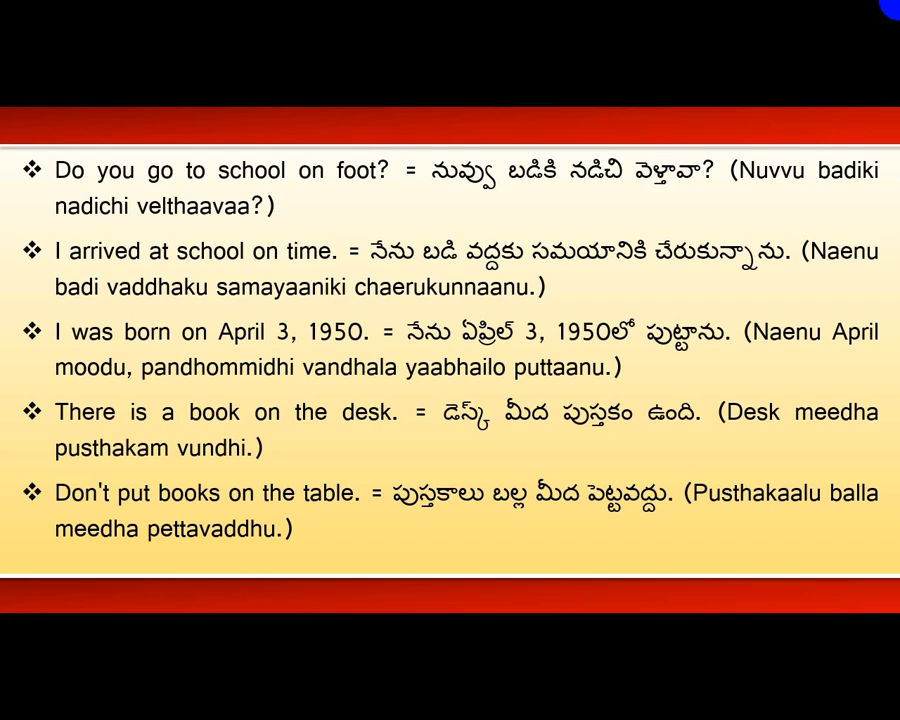 ❖ Do you go to school on foot? = నువ్వు బడికి నడిచి వెళ్తావా? (Nuvvu badiki
nadichi velthaavaa?)
❖ I arrived at school on time. = నేను బడి వద్దకు సమయానికి చేరుకున్నాను. (Naenu
badi vaddhaku samayaaniki chaerukunnaanu.)
❖ I was born on April 3, 1950. = నేను ఏప్రిల్ 3, 1950లో పుట్టాను. (Naenu April
moodu, pandhommidhi vandhala yaabhailo puttaanu.)
❖ There is a book on the desk. = డెస్క్ మీద పుస్తకం ఉంది. (Desk meedha
pusthakam vundhi.)
❖ Don't put books on the table. = పుస్తకాలు బల్ల మీద పెట్టవద్దు. (Pusthakaalu balla
meedha pettavaddhu.)